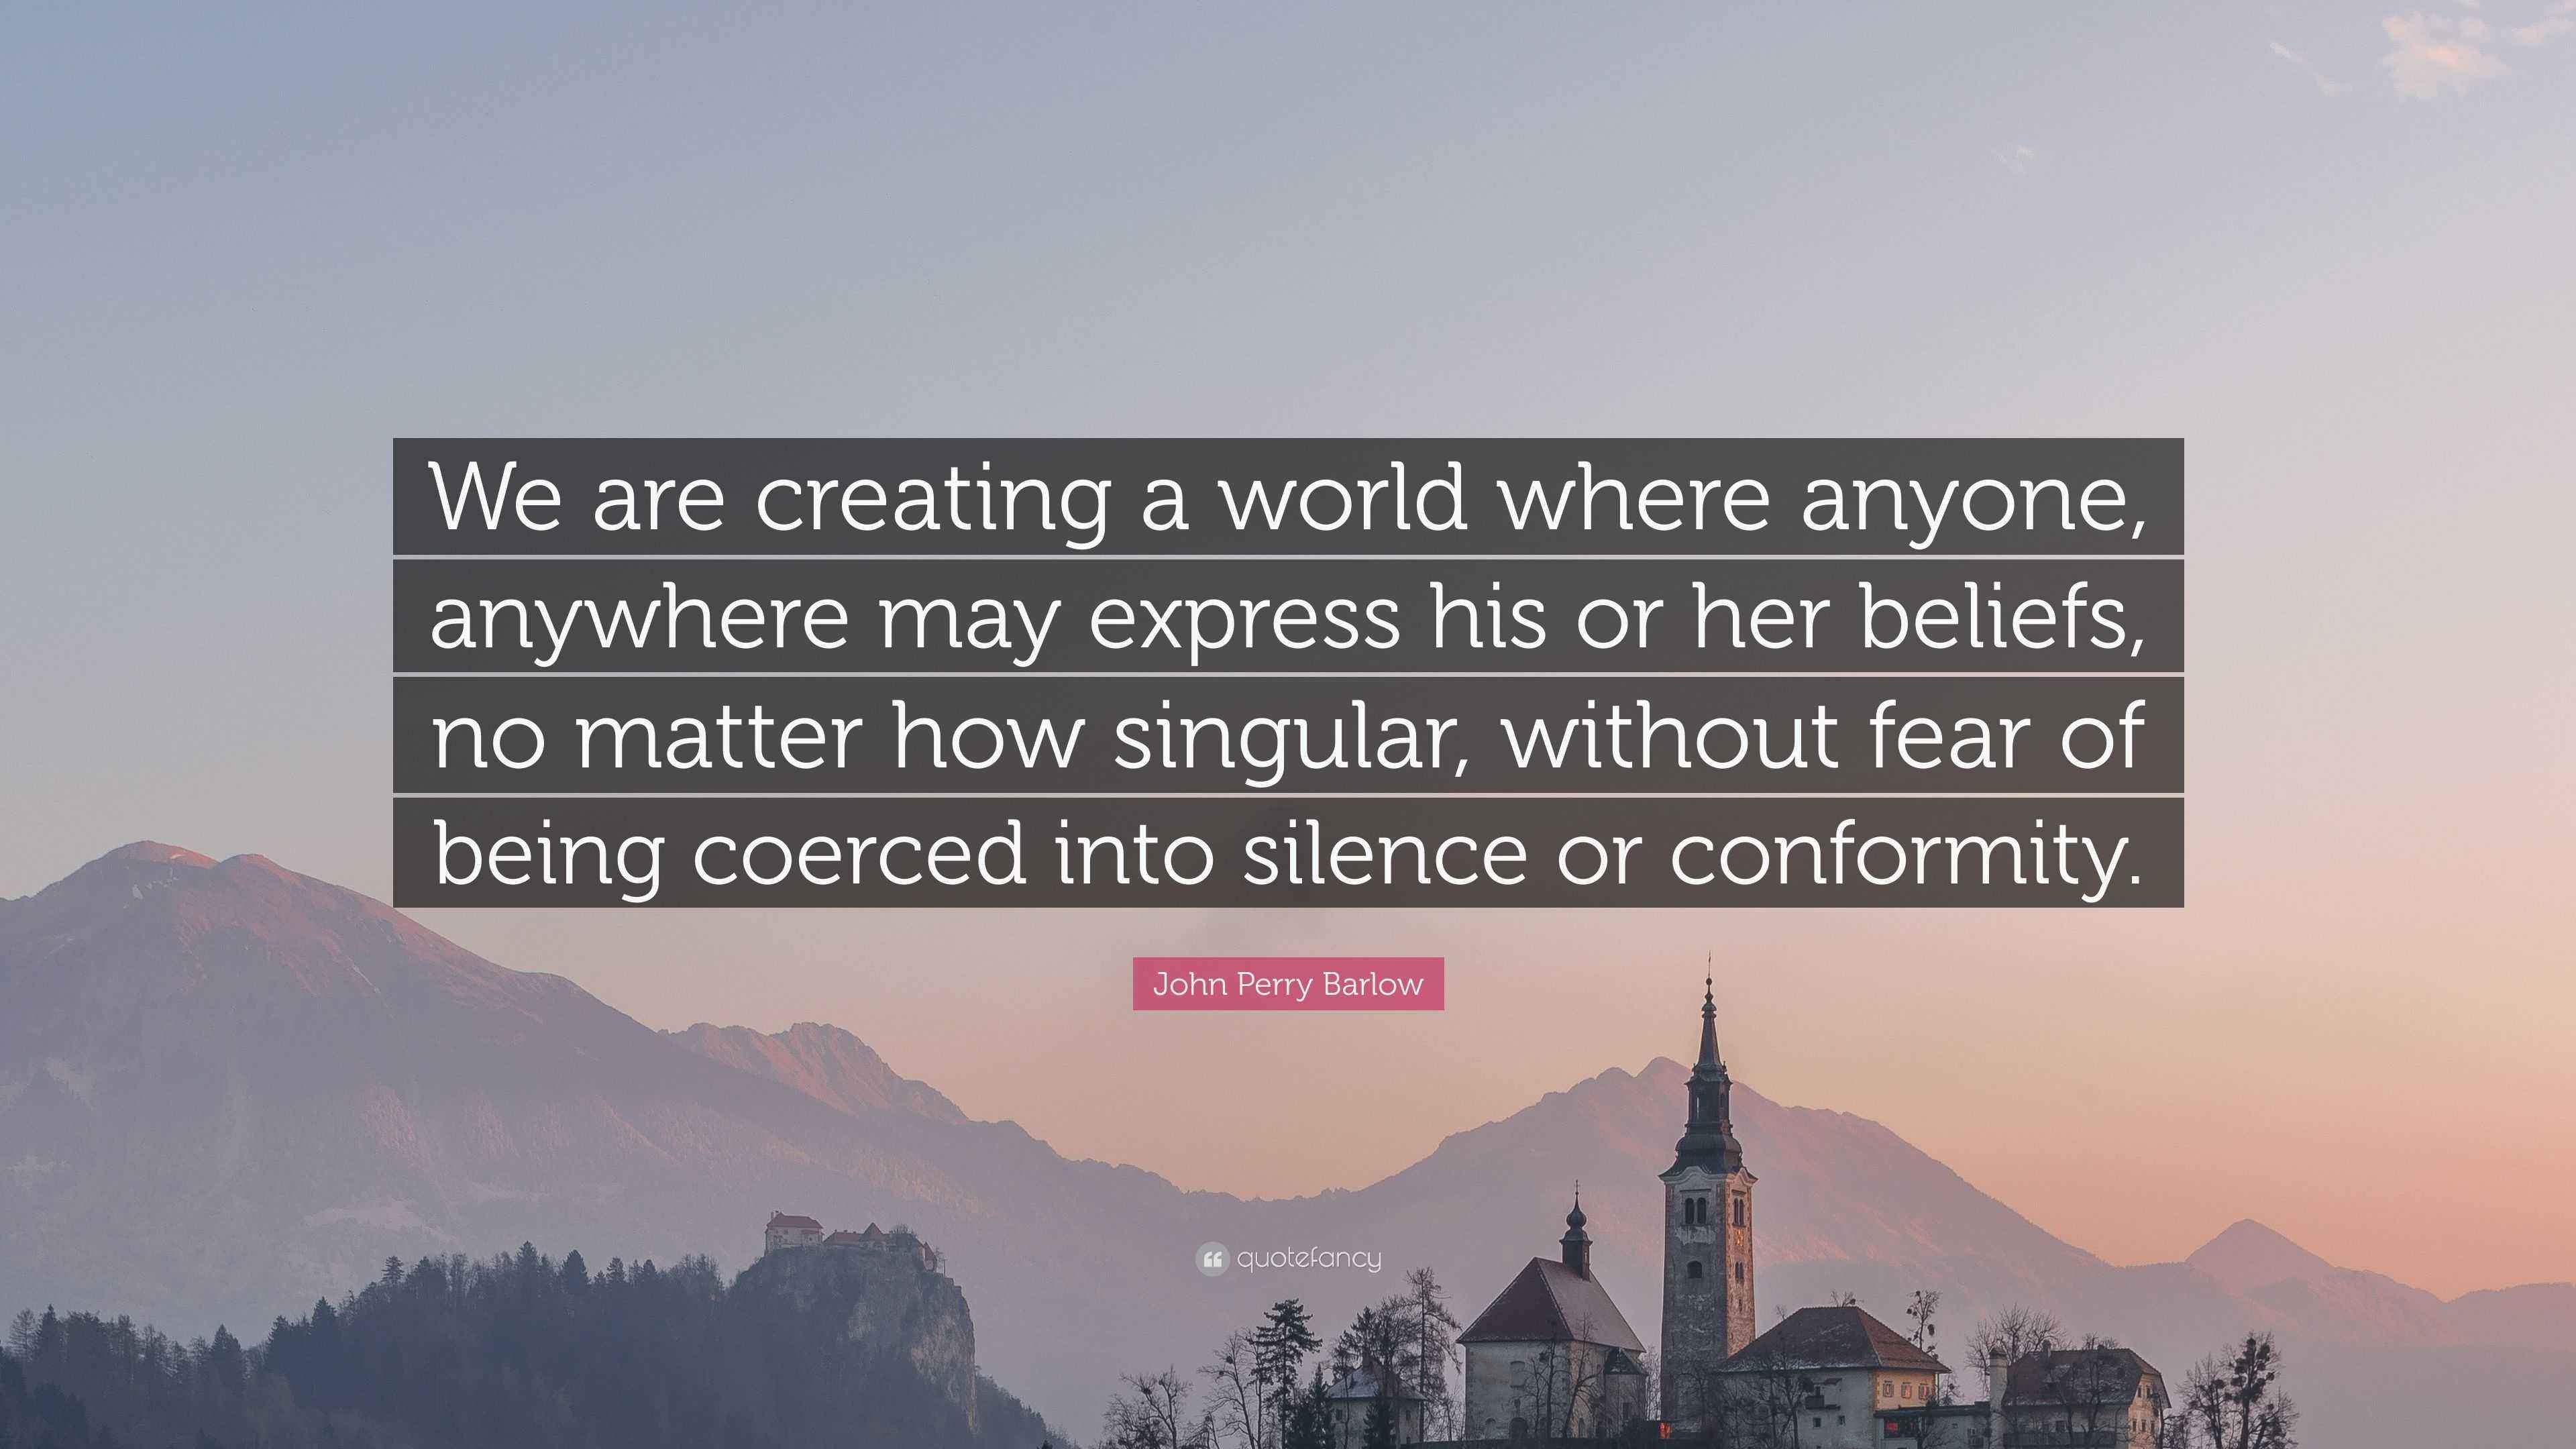 We are creating a world where anyone,
anywhere may express his or her beliefs,
no matter how singular, without fear of
being coerced into silence or conformity.
John Perry Barlow
quotefancy